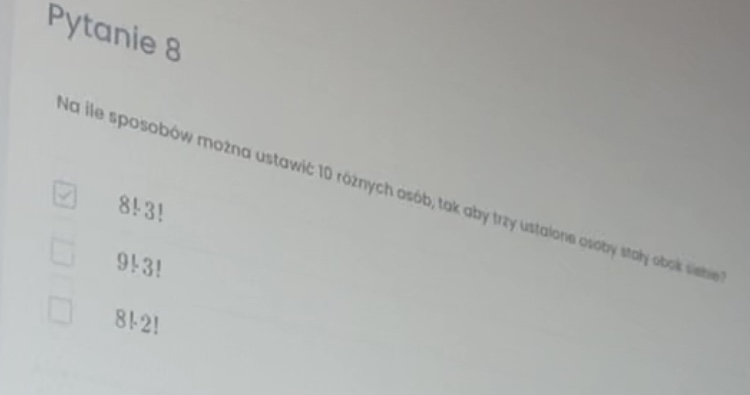 Pytanie 8
Na ile sposobów można ustawić 10 różnych osób, tak aby trzy ustalone osoby stały obok siebie?
8!·3!
9!·3!
8!·2!